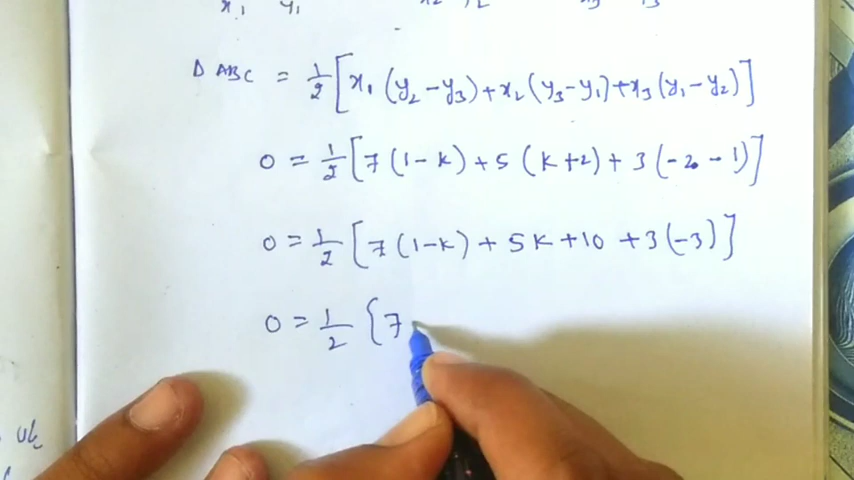 Δ ABC = 1/2 [x₁ (y₂ - y₃) + x₂ (y₃ - y₁) + x₃ (y₁ - y₂)]
0 = 1/2 [7 (1 - k) + 5 (k + 2) + 3 (-2 - 1)]
0 = 1/2 [7 (1 - k) + 5k + 10 + 3 (-3)]
0 = 1/2 {7